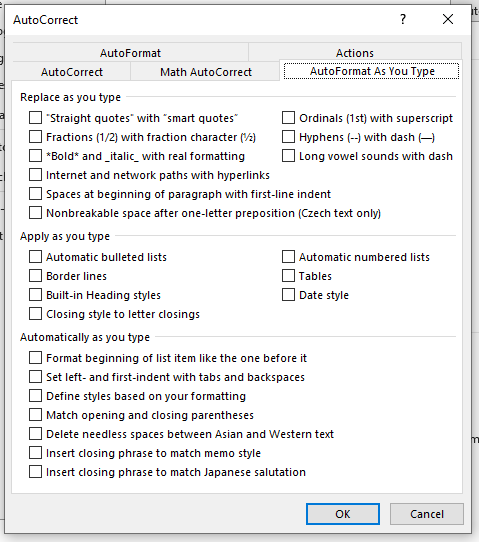 AutoCorrect
?
AutoFormat Actions
AutoCorrect Math AutoCorrect AutoFormat As You Type
Replace as you type
"Straight quotes" with “smart quotes” Ordinals (1st) with superscript
Fractions (1/2) with fraction character (½) Hyphens (--) with dash (—)
*Bold* and _italic_ with real formatting Long vowel sounds with dash
Internet and network paths with hyperlinks
Spaces at beginning of paragraph with first-line indent
Nonbreakable space after one-letter preposition (Czech text only)
Apply as you type
Automatic bulleted lists Automatic numbered lists
Border lines Tables
Built-in Heading styles Date style
Closing style to letter closings
Automatically as you type
Format beginning of list item like the one before it
Set left- and first-indent with tabs and backspaces
Define styles based on your formatting
Match opening and closing parentheses
Delete needless spaces between Asian and Western text
Insert closing phrase to match memo style
Insert closing phrase to match Japanese salutation
OK Cancel